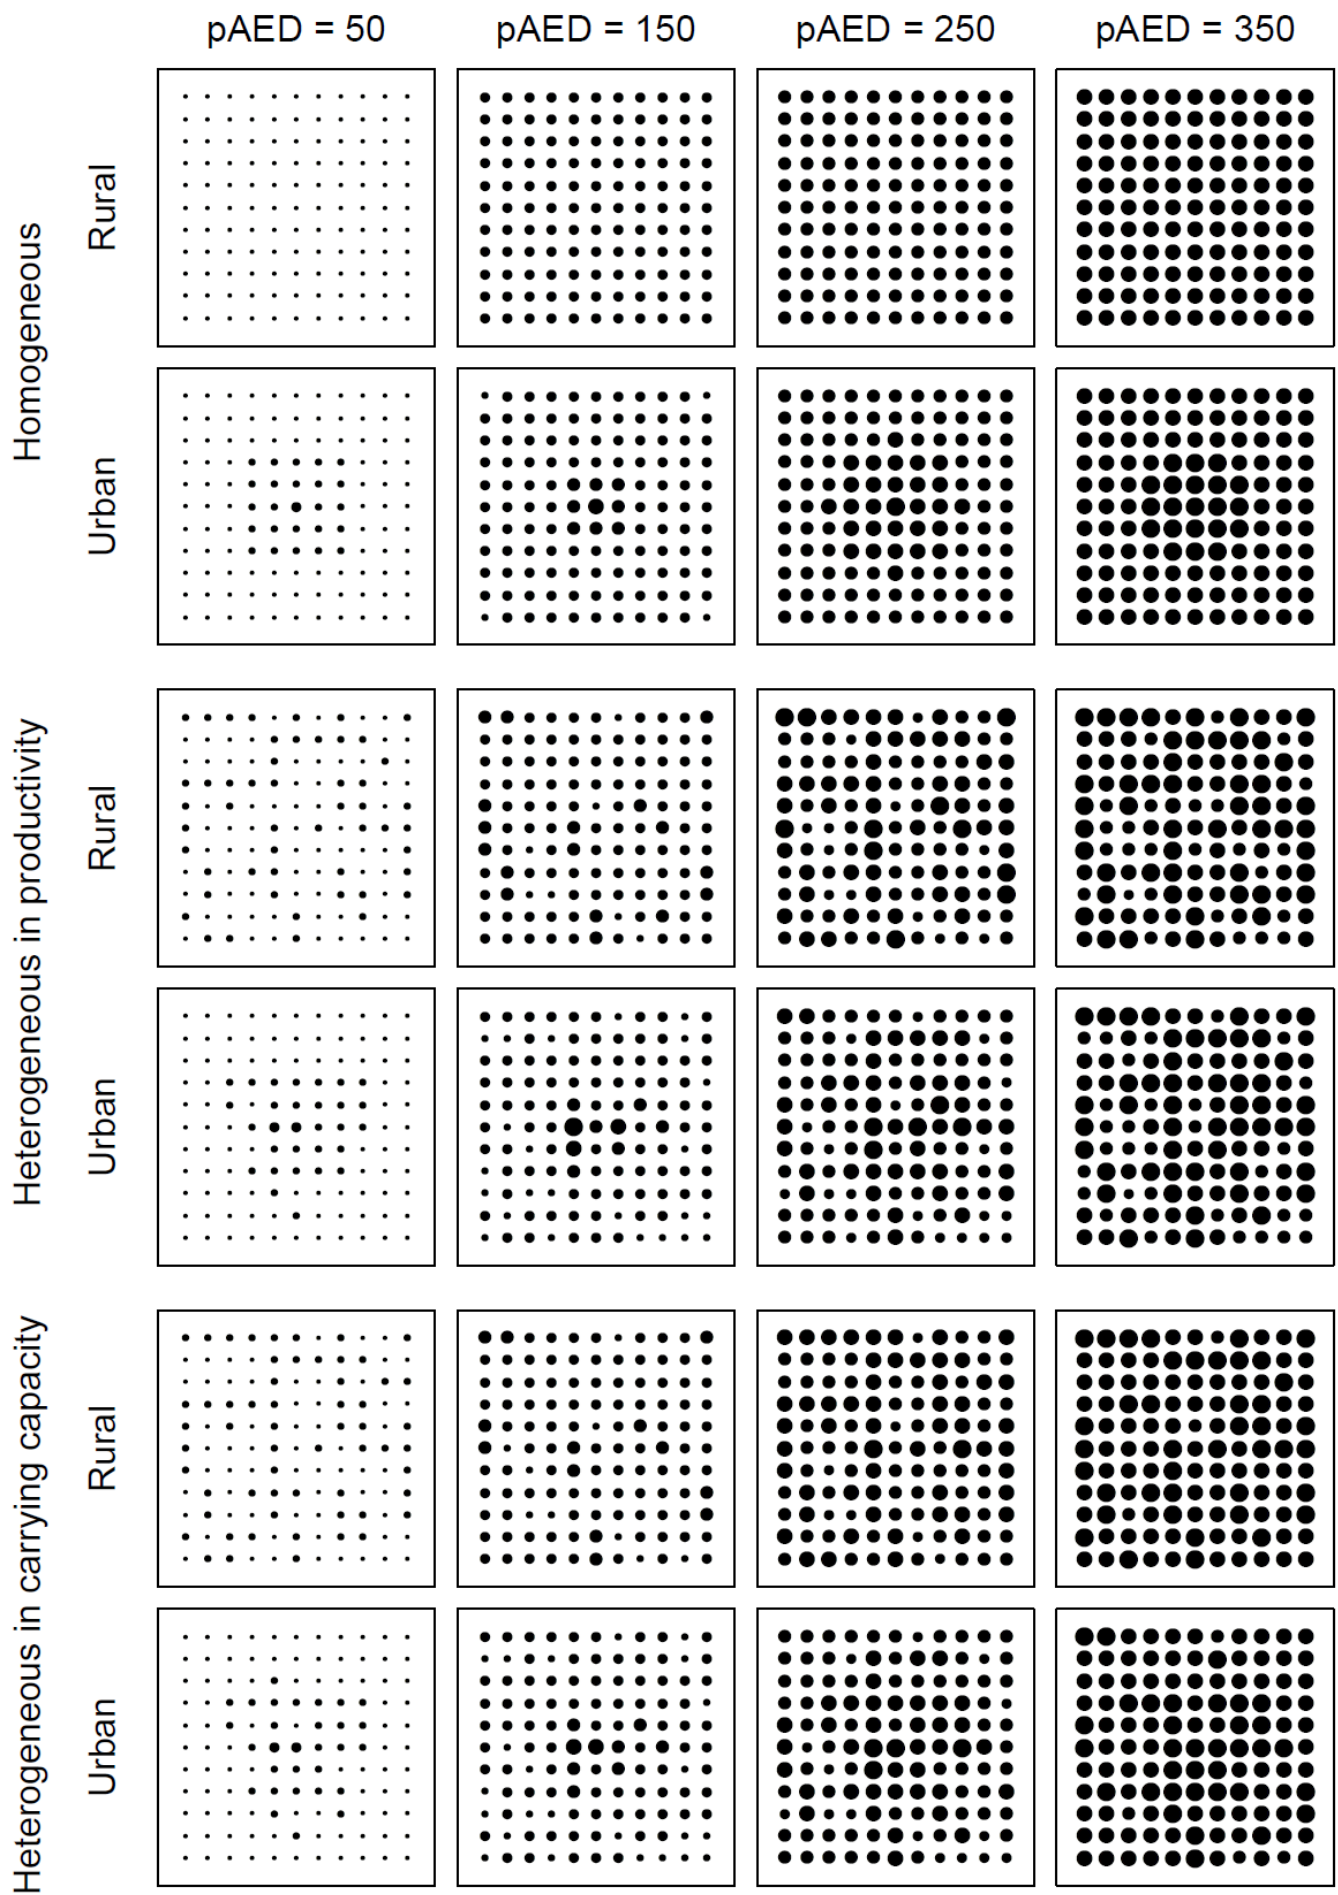 pAED = 50 pAED = 150 pAED = 250 pAED = 350
Homogeneous
Rural
Urban
Heterogeneous in productivity
Rural
Urban
Heterogeneous in carrying capacity
Rural
Urban